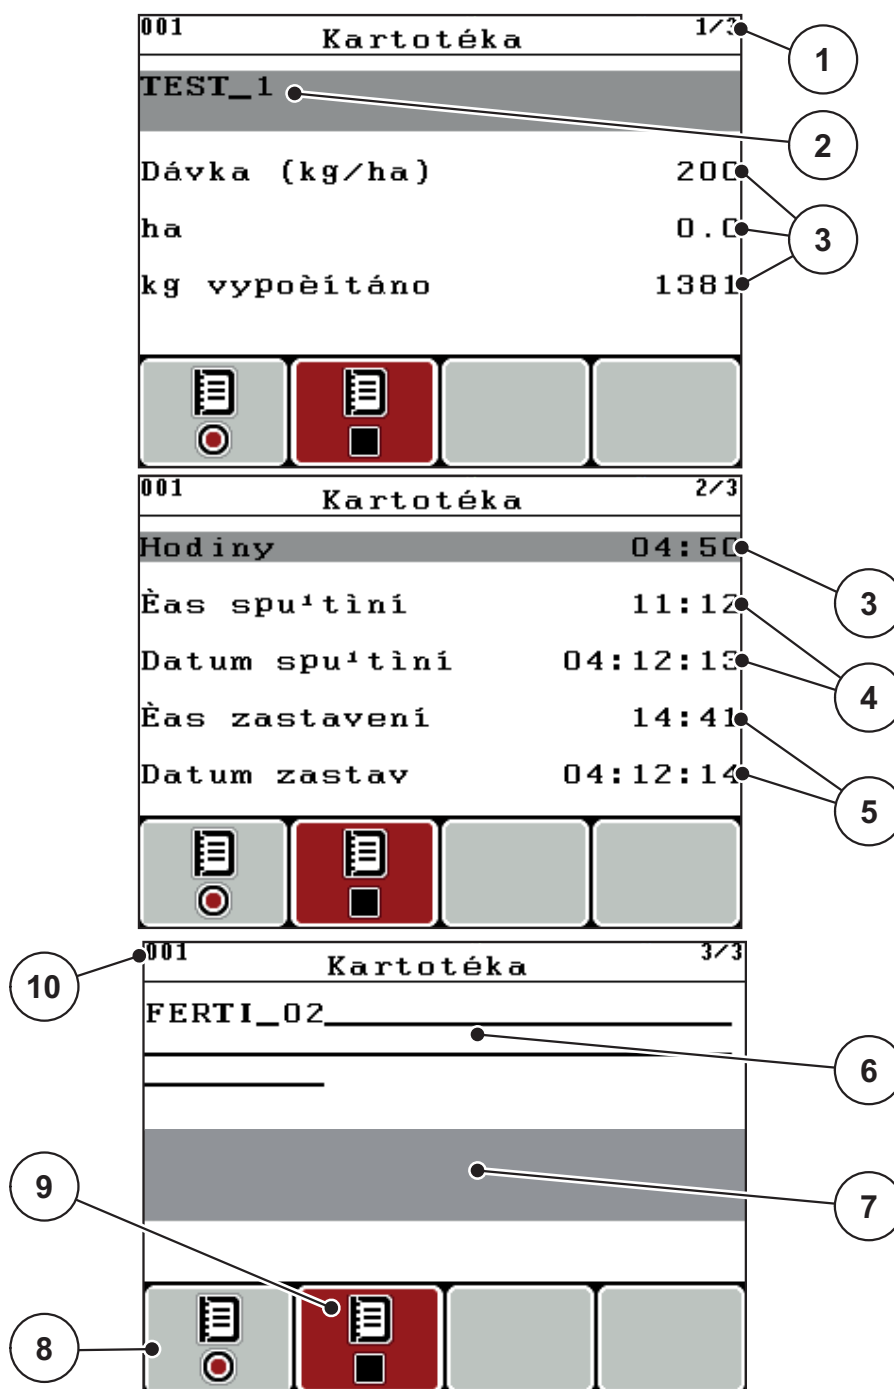 001 Kartotéka 1/3
1
TEST_1
2
Dávka (kg/ha) 200
ha 0.0
3
kg vypoèítáno 1381
001 Kartotéka 2/3
Hodiny 04:50
3
Èas spu¹tìní 11:12
Datum spu¹tìní 04:12:13
4
Èas zastavení 14:41
Datum zastav 04:12:14
5
001 Kartotéka 3/3
10
FERTI_02
6
7
9
8